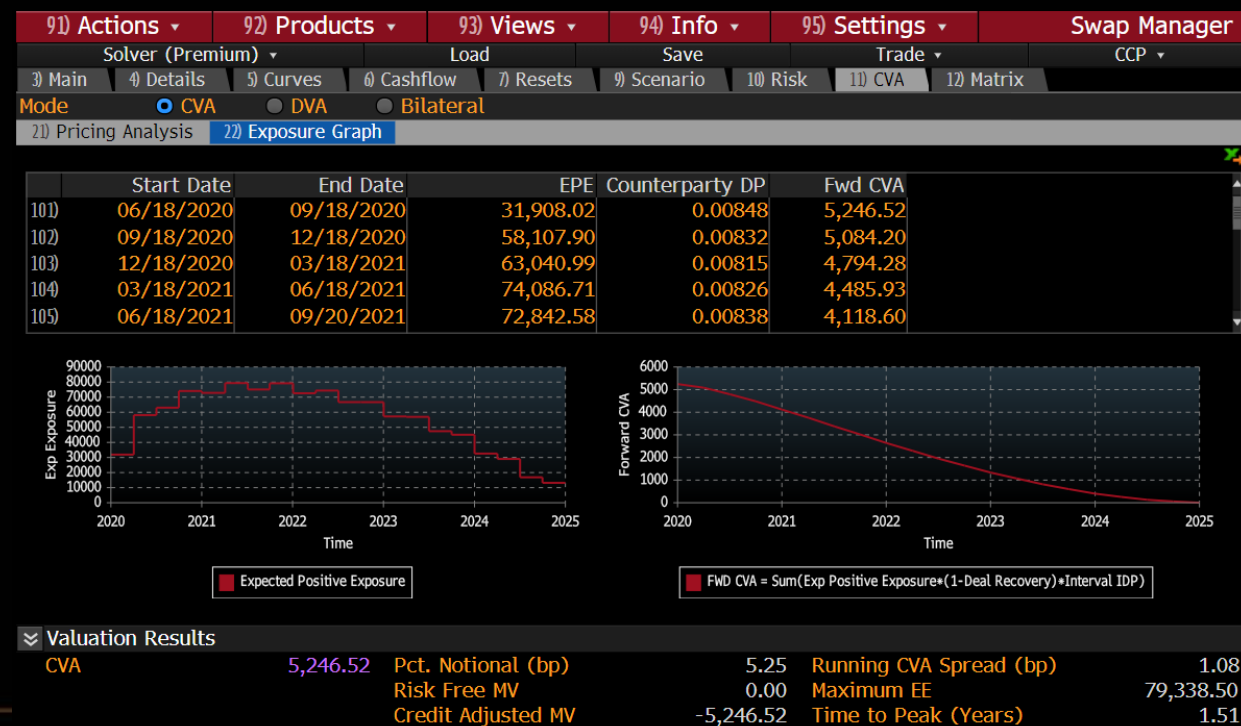 91) Actions 92) Products 93) Views 94) Info 95) Settings Swap Manager
Solver (Premium) Load Save Trade CCP
3) Main 4) Details 5) Curves 6) Cashflow 7) Resets 9) Scenario 10) Risk 11) CVA 12) Matrix
Mode CVA DVA Bilateral
21) Pricing Analysis 22) Exposure Graph
Start Date End Date EPE Counterparty DP Fwd CVA
101) 06/18/2020 09/18/2020 31,908.02 0.00848 5,246.52
102) 09/18/2020 12/18/2020 58,107.90 0.00832 5,084.20
103) 12/18/2020 03/18/2021 63,040.99 0.00815 4,794.28
104) 03/18/2021 06/18/2021 74,086.71 0.00826 4,485.93
105) 06/18/2021 09/20/2021 72,842.58 0.00838 4,118.60
Exp Exposure
90000
80000
70000
60000
50000
40000
30000
20000
10000
0
2020 2021 2022 2023 2024 2025
Time
Expected Positive Exposure
Forward CVA
6000
5000
4000
3000
2000
1000
0
2020 2021 2022 2023 2024 2025
Time
FWD CVA = Sum(Exp Positive Exposure*(1-Deal Recovery)*Interval IDP)
Valuation Results
CVA 5,246.52 Pct. Notional (bp) 5.25 Running CVA Spread (bp) 1.08
Risk Free MV 0.00 Maximum EE 79,338.50
Credit Adjusted MV -5,246.52 Time to Peak (Years) 1.51